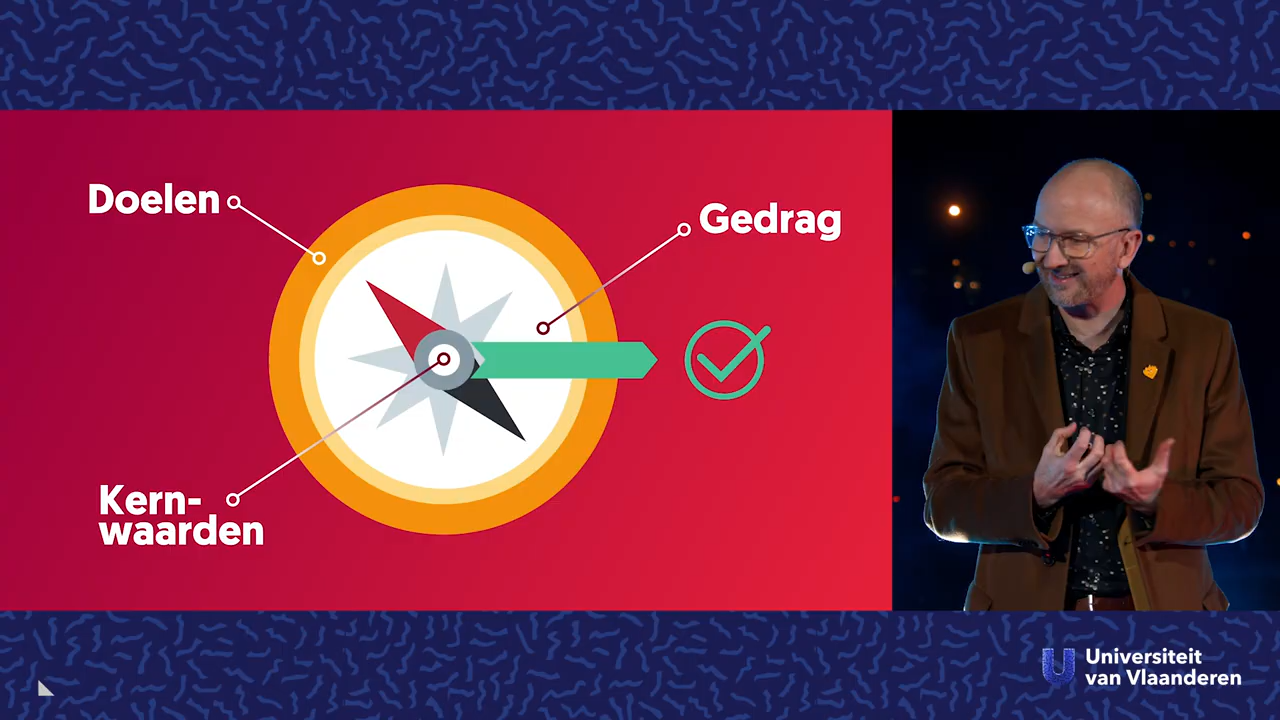 Doelen
Gedrag
Kern-
waarden
Universiteit
van Vlaanderen